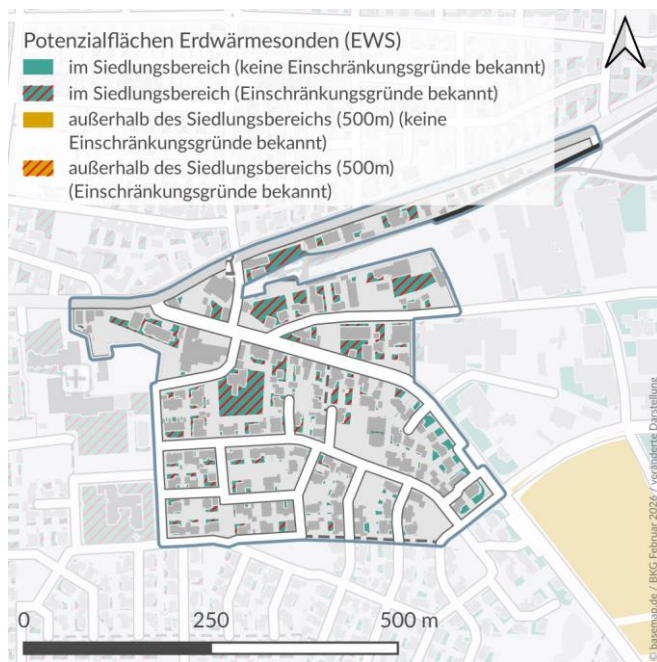 Potenzialflächen Erdwärmesonden (EWS)
im Siedlungsbereich (keine Einschränkungsgründe bekannt)
im Siedlungsbereich (Einschränkungsgründe bekannt)
außerhalb des Siedlungsbereichs (500m) (keine
Einschränkungsgründe bekannt)
außerhalb des Siedlungsbereichs (500m)
(Einschränkungsgründe bekannt)
0 250 500 m
© basemap.de / BKG Februar 2026 / veränderte Darstellung